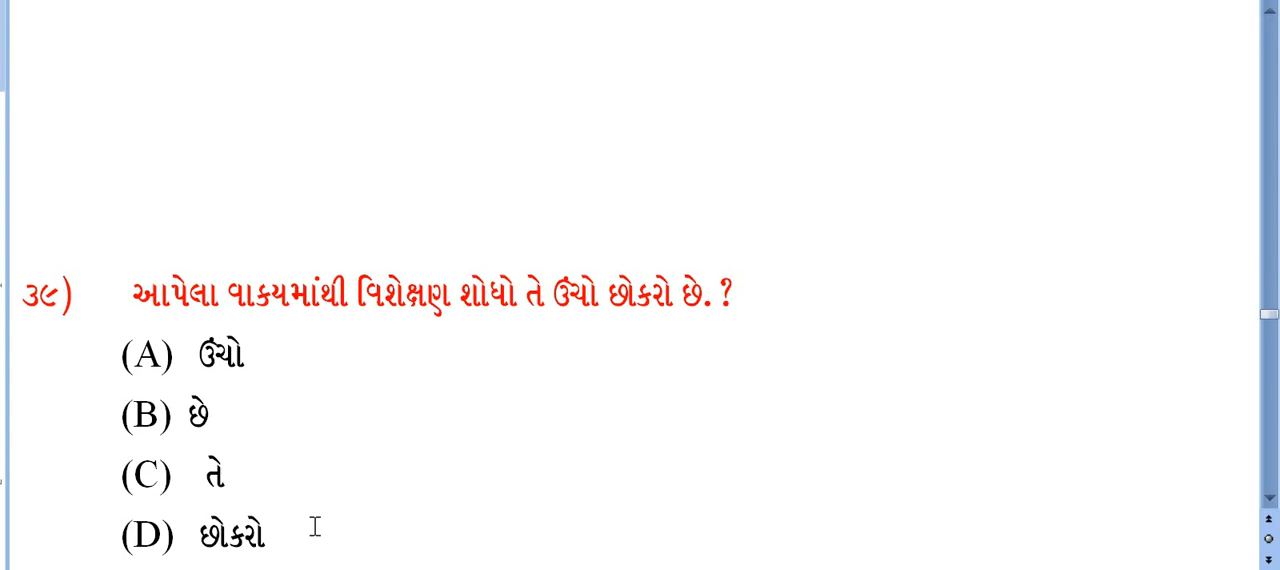 ૩૯) આપેલા વાક્યમાંથી વિશેક્ષણ શોધો તે ઉંચો છોકરો છે. ?
(A) ઉંચો
(B) છે
(C) તે
(D) છોકરો